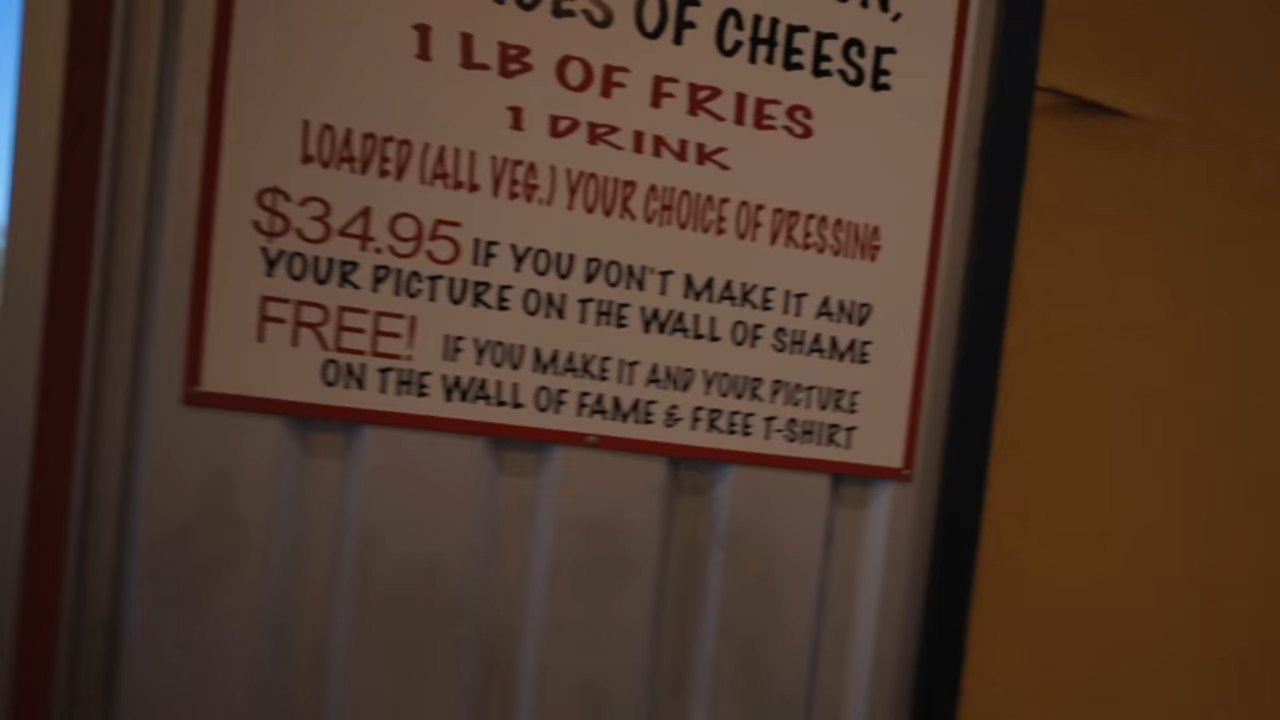 OF CHEESE
1 LB OF FRIES
1 DRINK
LOADED (ALL VEG.) YOUR CHOICE OF DRESSING
$34.95 IF YOU DON'T MAKE IT AND
YOUR PICTURE ON THE WALL OF SHAME
FREE! IF YOU MAKE IT AND YOUR PICTURE
ON THE WALL OF FAME & FREE T-SHIRT